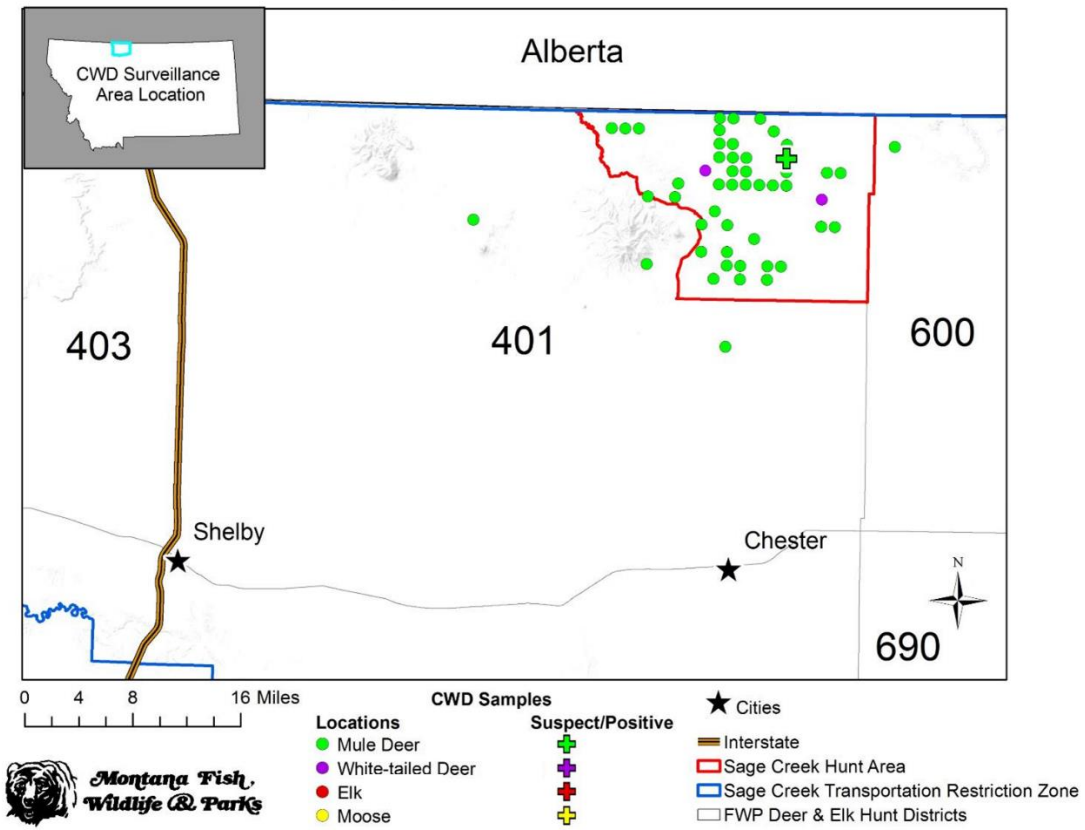 Alberta
CWD Surveillance
Area Location
403
401
600
Shelby
Chester
N
690
0 4 8 16 Miles
CWD Samples
Locations
Suspect/Positive
Mule Deer
White-tailed Deer
Elk
Moose
Cities
Interstate
Sage Creek Hunt Area
Sage Creek Transportation Restriction Zone
FWP Deer & Elk Hunt Districts
Montana Fish,
Wildlife & Parks